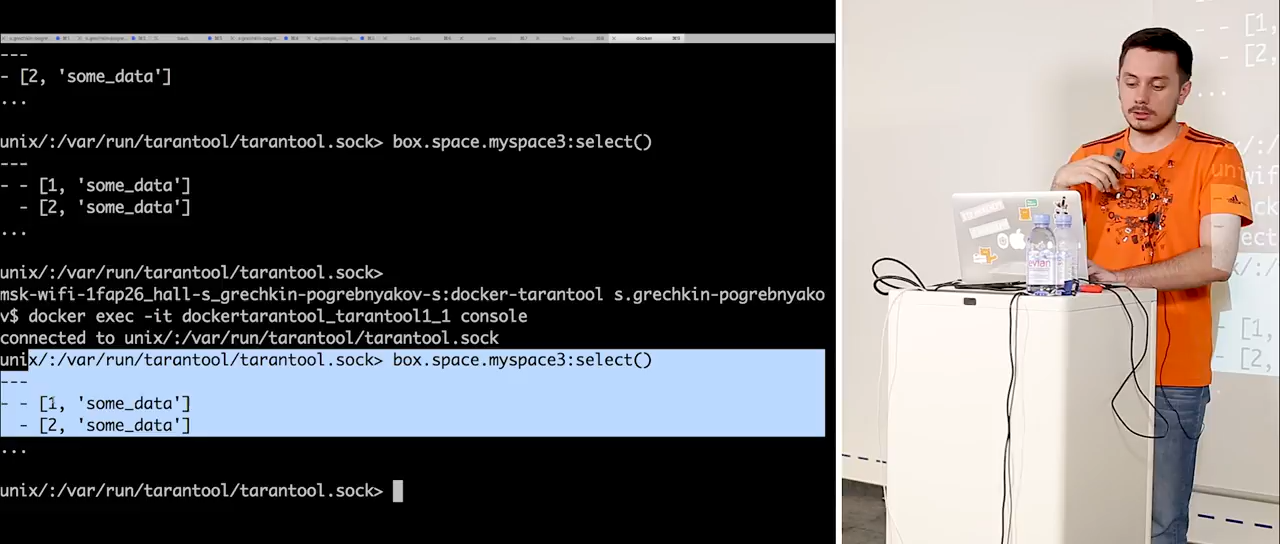 docker
---
- [2, 'some_data']
...
unix/:/var/run/tarantool/tarantool.sock> box.space.myspace3:select()
---
- - [1, 'some_data']
  - [2, 'some_data']
...
unix/:/var/run/tarantool/tarantool.sock>
msk-wifi-1fap26_hall-s_grechkin-pogrebnyakov-s:docker-tarantool s.grechkin-pogrebnyako
v$ docker exec -it dockertarantool_tarantool1_1 console
connected to unix/:/var/run/tarantool/tarantool.sock
unix/:/var/run/tarantool/tarantool.sock> box.space.myspace3:select()
---
- - [1, 'some_data']
  - [2, 'some_data']
...
unix/:/var/run/tarantool/tarantool.sock>
evian
adidas